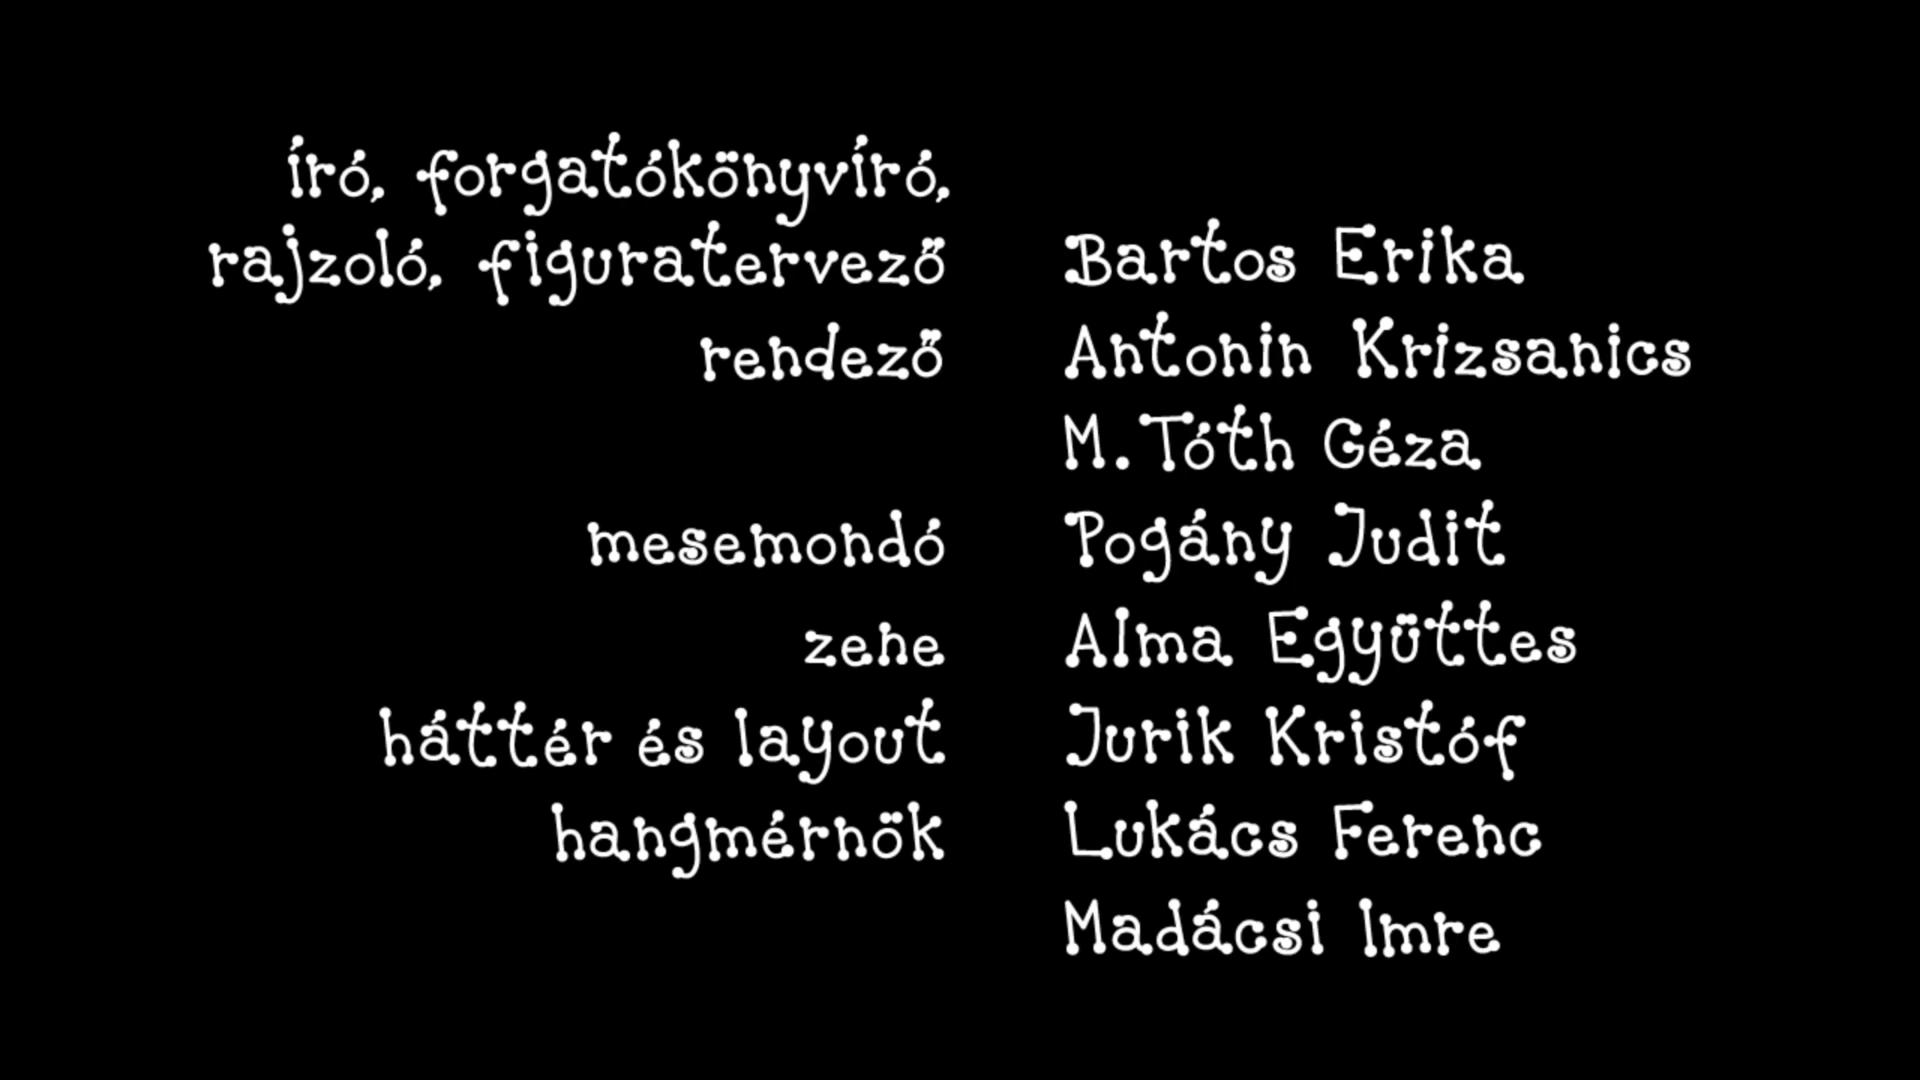 író, forgatókönyvíró,
rajzoló, figuratervező Bartos Erika
rendező Antonin Krizsanics
M. Tóth Géza
mesemondó Pogány Judit
zene Alma Együttes
háttér és layout Jurik Kristóf
hangmérnök Lukács Ferenc
Madácsi Imre